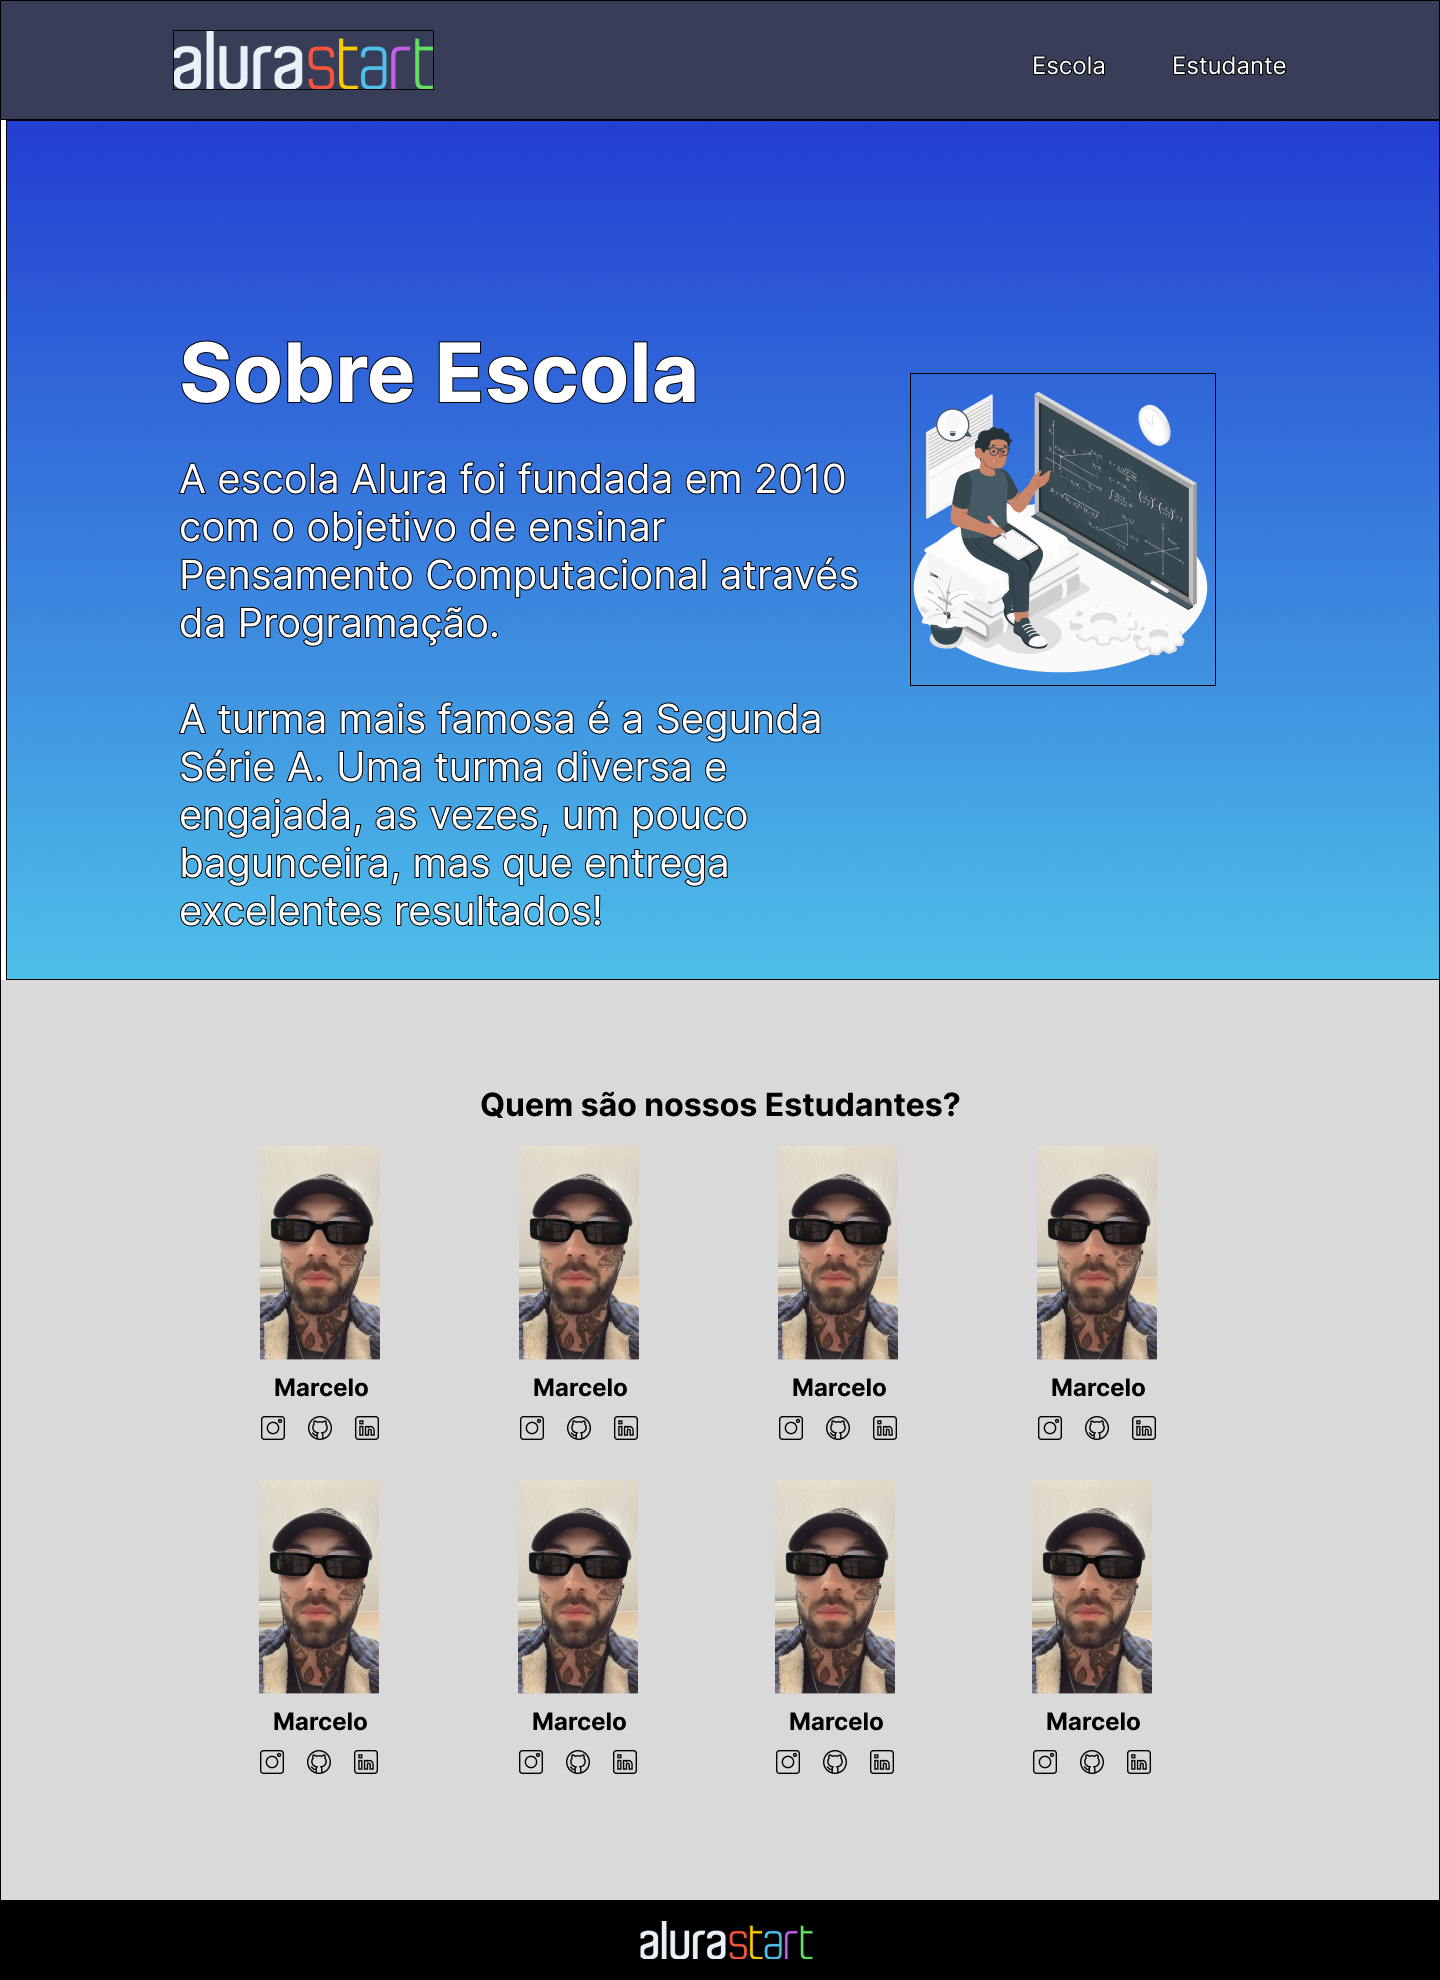 alurastart
Escola Estudante
Sobre Escola
A escola Alura foi fundada em 2010
com o objetivo de ensinar
Pensamento Computacional através
da Programação.
A turma mais famosa é a Segunda
Série A. Uma turma diversa e
engajada, as vezes, um pouco
bagunceira, mas que entrega
excelentes resultados!
Quem são nossos Estudantes?
Marcelo Marcelo Marcelo Marcelo
Marcelo Marcelo Marcelo Marcelo
alurastart